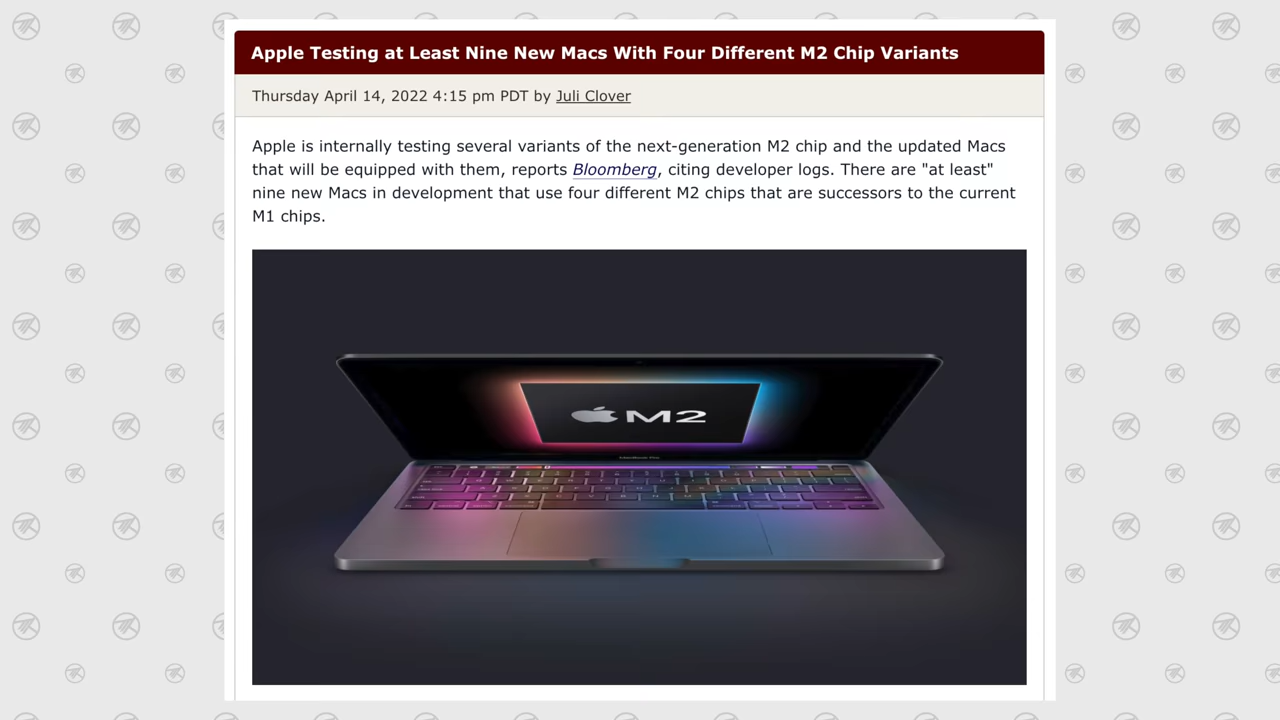 Apple Testing at Least Nine New Macs With Four Different M2 Chip Variants
Thursday April 14, 2022 4:15 pm PDT by Juli Clover
Apple is internally testing several variants of the next-generation M2 chip and the updated Macs
that will be equipped with them, reports Bloomberg, citing developer logs. There are "at least"
nine new Macs in development that use four different M2 chips that are successors to the current
M1 chips.
M2
MacBook Pro